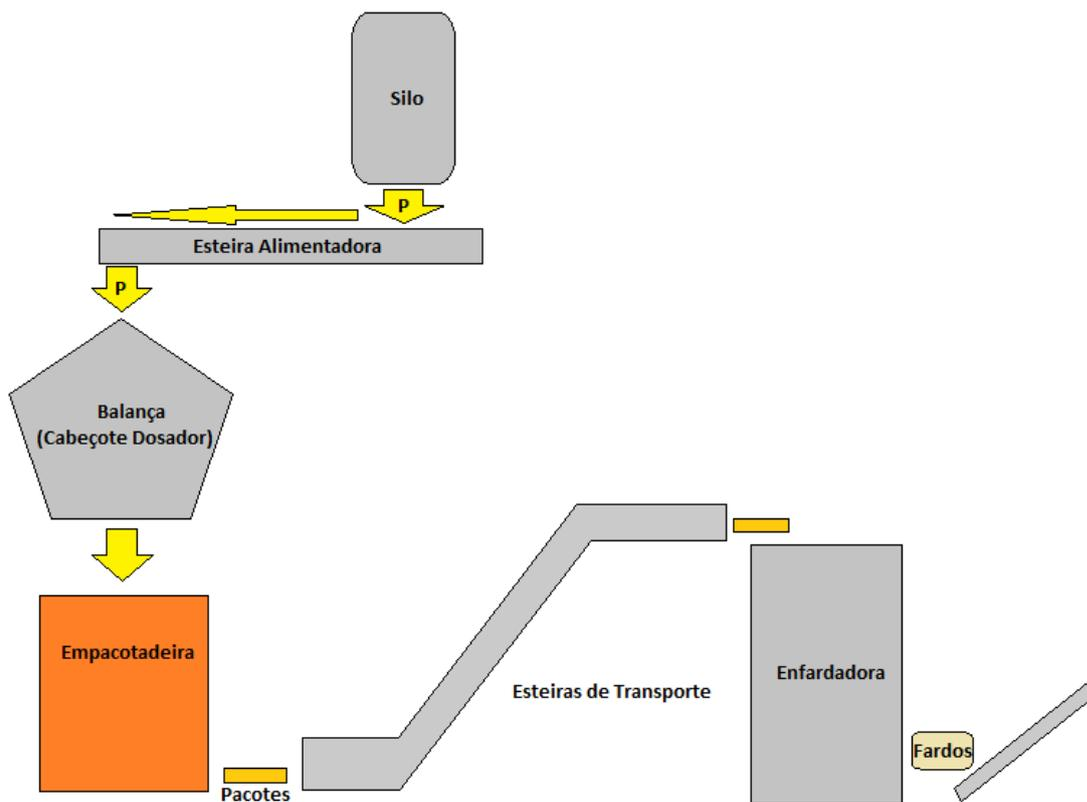 Silo
P
Esteira Alimentadora
P
Balança
(Cabeçote Dosador)
Empacotadeira
Esteiras de Transporte
Enfardadora
Fardos
Pacotes